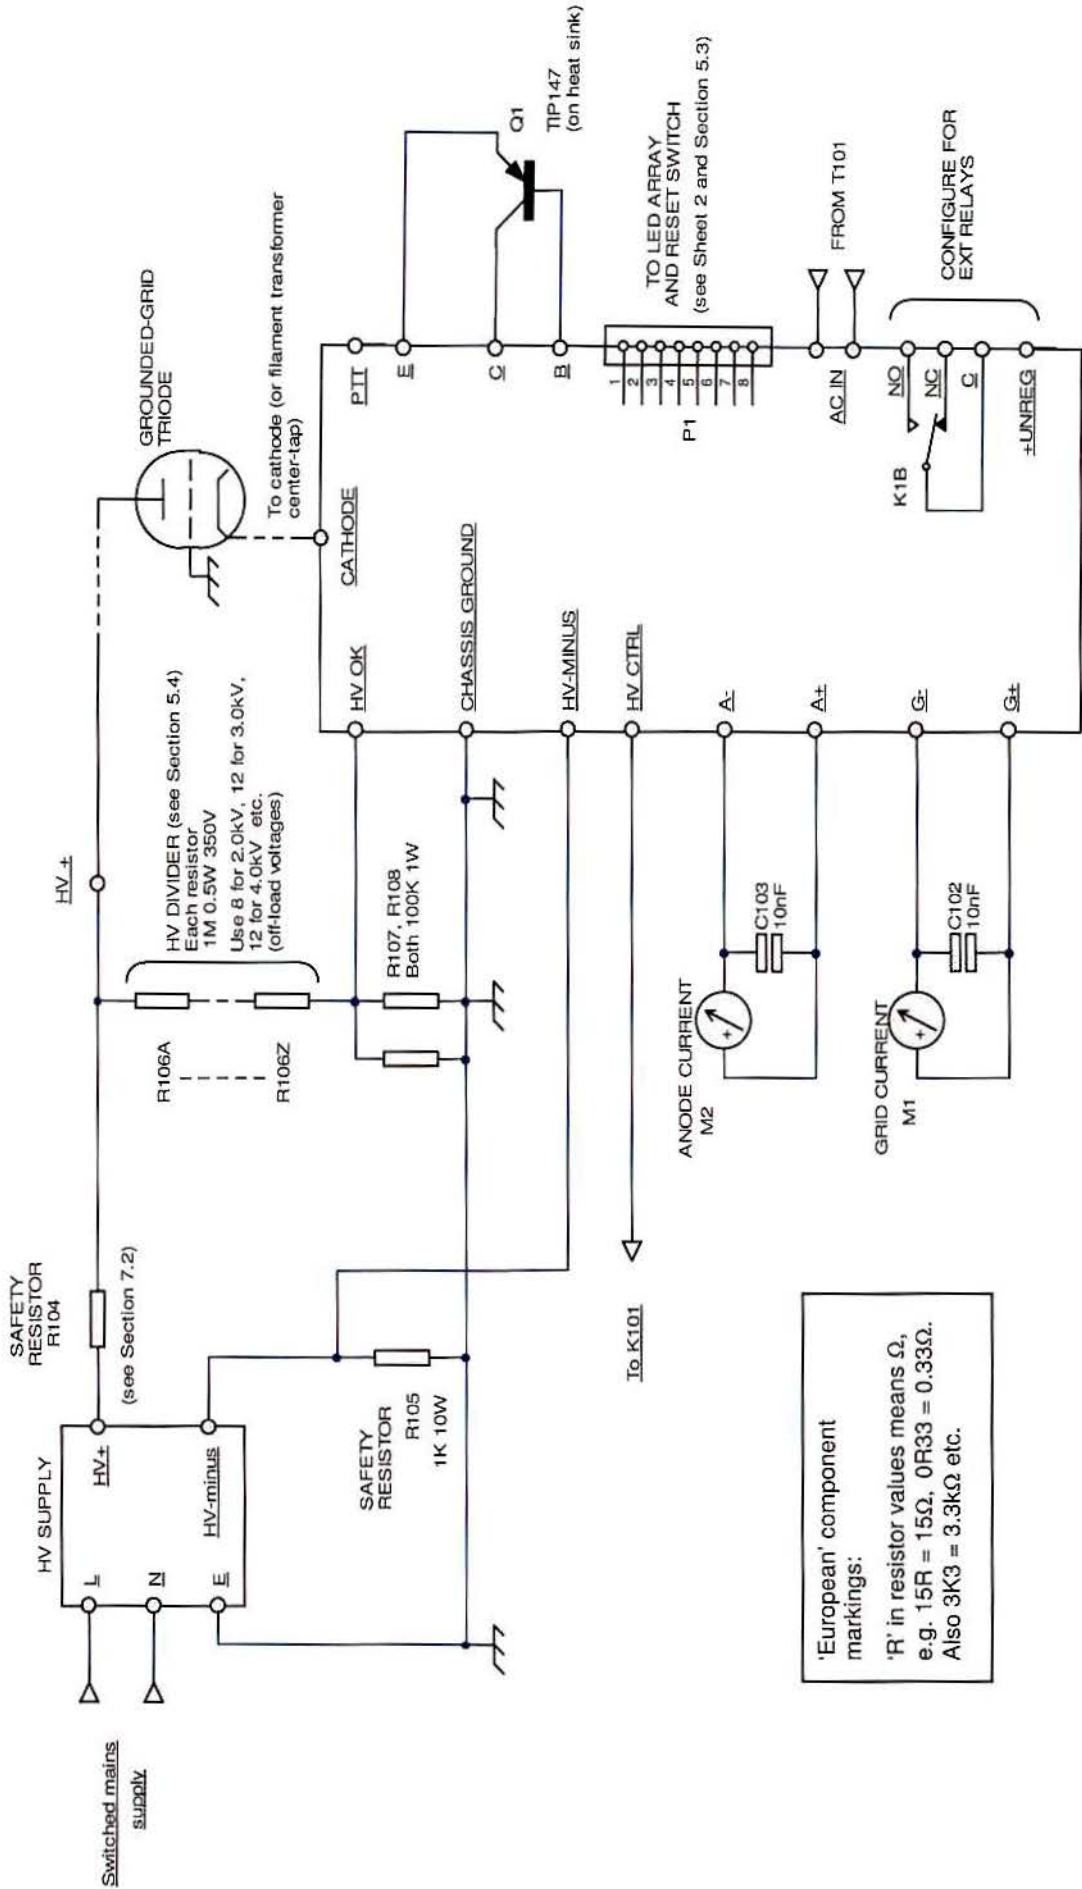 Switched mains
supply
HV SUPPLY
L
N
E
HV+
HV-minus
SAFETY
RESISTOR
R104
(see Section 7.2)
SAFETY
RESISTOR
R105
1K 10W
HV +
R106A
R106Z
HV DIVIDER (see Section 5.4)
Each resistor
1M 0.5W 350V
Use 8 for 2.0kV, 12 for 3.0kV,
12 for 4.0kV etc.
(off-load voltages)
R107, R108
Both 100K 1W
GROUNDED-GRID
TRIODE
To cathode (or filament transformer
center-tap)
CATHODE
HV OK
CHASSIS GROUND
HV-MINUS
HV CTRL
A-
A+
G-
G+
To K101
ANODE CURRENT
M2
+
C103
10nF
GRID CURRENT
M1
+
C102
10nF
PTT
E
C
B
Q1
TIP147
(on heat sink)
P1
1
2
3
4
5
6
7
8
TO LED ARRAY
AND RESET SWITCH
(see Sheet 2 and Section 5.3)
AC IN
FROM T101
K1B
NO
NC
C
+UNREG
CONFIGURE FOR
EXT RELAYS
'European' component
markings:
'R' in resistor values means Ω,
e.g. 15R = 15Ω, 0R33 = 0.33Ω.
Also 3K3 = 3.3kΩ etc.